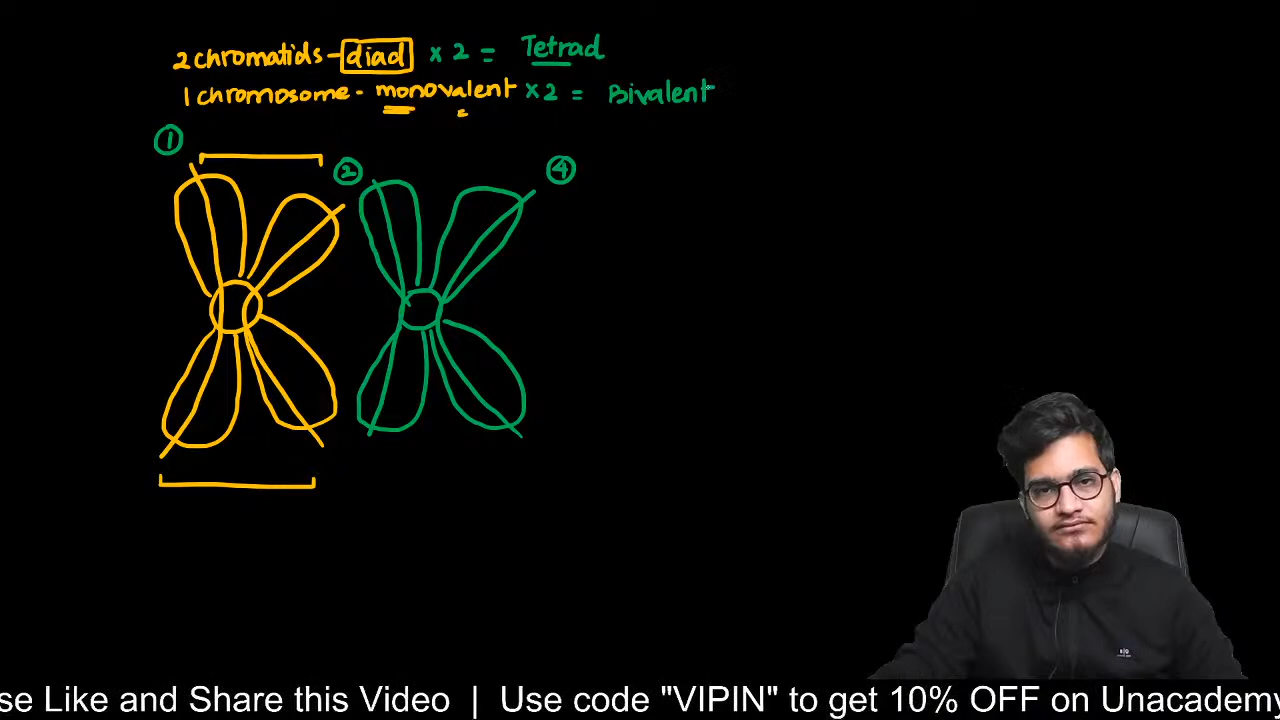 2 chromatids - diad × 2 = Tetrad
1 chromosome - monovalent × 2 = Bivalent
1
2
4
se Like and Share this Video | Use code "VIPIN" to get 10% OFF on Unacademy